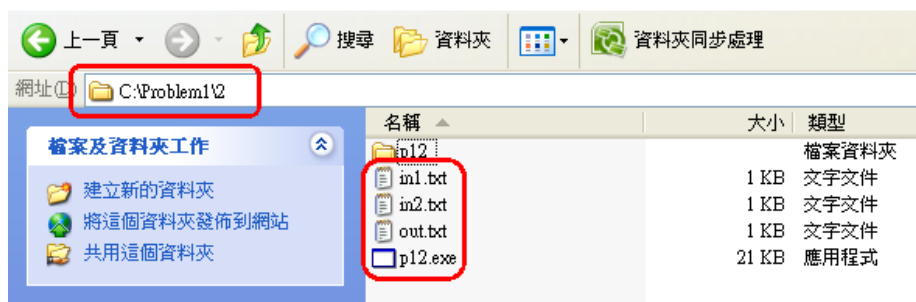 上一頁 搜尋 資料夾 資料夾同步處理
網址(D) C:\Problem1\2
檔案及資料夾工作
建立新的資料夾
將這個資料夾發佈到網站
共用這個資料夾
名稱 大小 類型
p12 檔案資料夾
in1.txt 1 KB 文字文件
in2.txt 1 KB 文字文件
out.txt 1 KB 文字文件
p12.exe 21 KB 應用程式